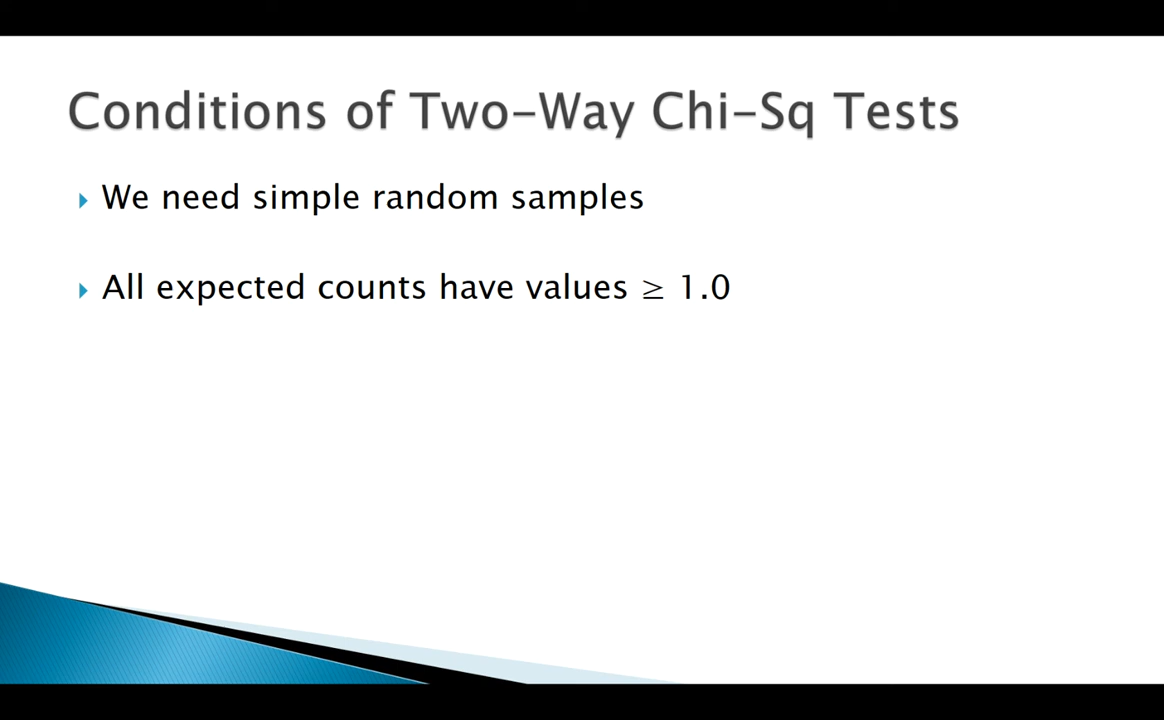 Conditions of Two-Way Chi-Sq Tests
We need simple random samples
All expected counts have values ≥ 1.0